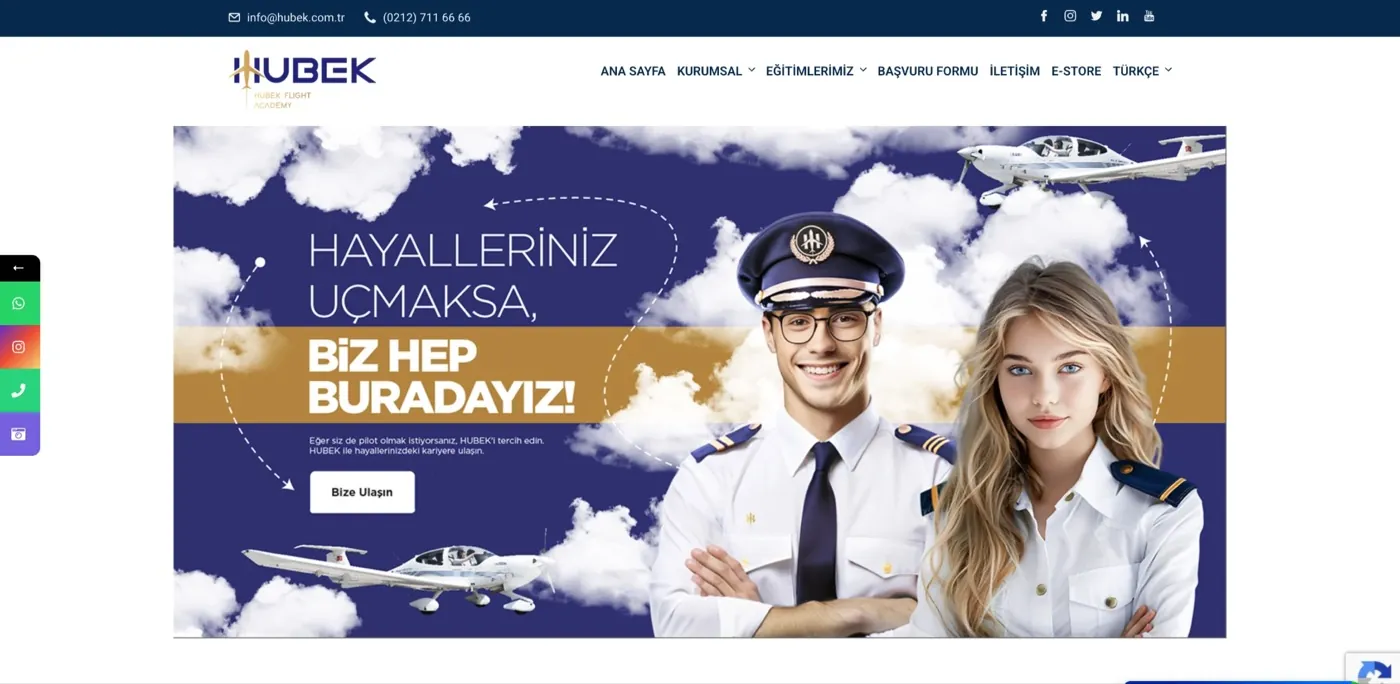 info@hubek.com.tr (0212) 711 66 66
HUBEK
HUBEK FLIGHT
ACADEMY
ANA SAYFA KURUMSAL EĞİTİMLERİMİZ BAŞVURU FORMU İLETİŞİM E-STORE TÜRKÇE
HAYALLERİNİZ
UÇMAKSA,
BİZ HEP
BURADAYIZ!
Eğer siz de pilot olmak istiyorsanız, HUBEK'i tercih edin.
HUBEK ile hayallerinizdeki kariyere ulaşın.
Bize Ulaşın